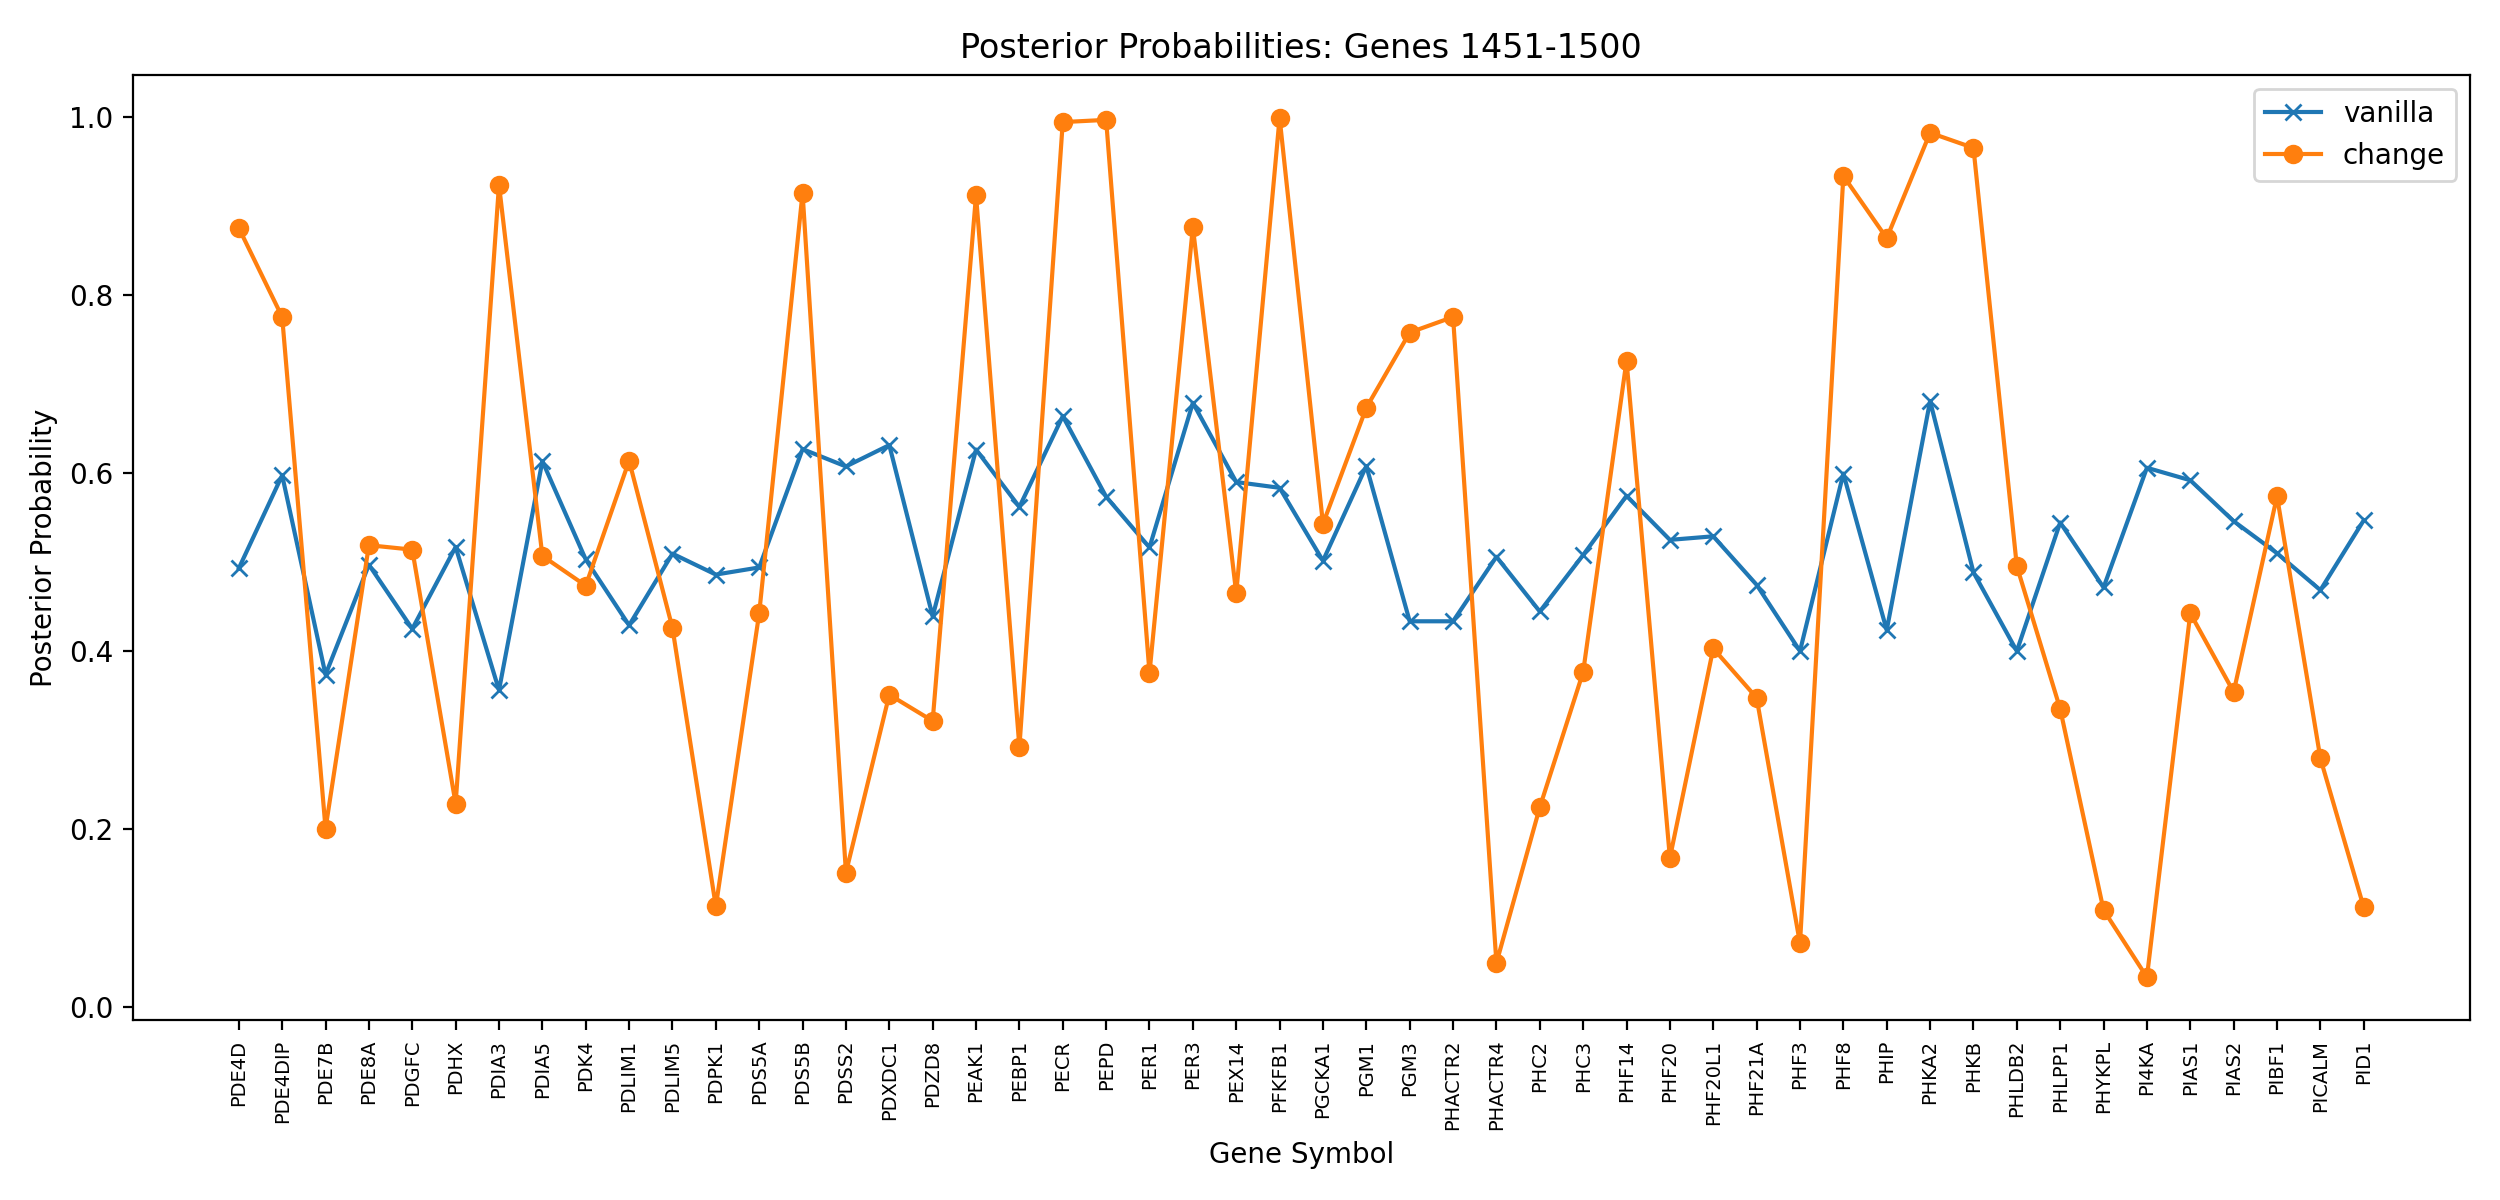 Posterior Probabilities: Genes 1451-1500
vanilla
change
Posterior Probability
1.0
0.8
0.6
0.4
0.2
0.0
PDE4D
PDE4DIP
PDE7B
PDE8A
PDGFC
PDHX
PDIA3
PDIA5
PDK4
PDLIM1
PDLIM5
PDPK1
PDS5A
PDS5B
PDSS2
PDXDC1
PDZD8
PEAK1
PEBP1
PECR
PEPD
PER1
PER3
PEX14
PFKFB1
PGCKA1
PGM1
PGM3
PHACTR2
PHACTR4
PHC2
PHC3
PHF14
PHF20
PHF20L1
PHF21A
PHF3
PHF8
PHIP
PHKA2
PHKB
PHLDB2
PHLPP1
PHYKPL
PI4KA
PIAS1
PIAS2
PIBF1
PICALM
PID1
Gene Symbol